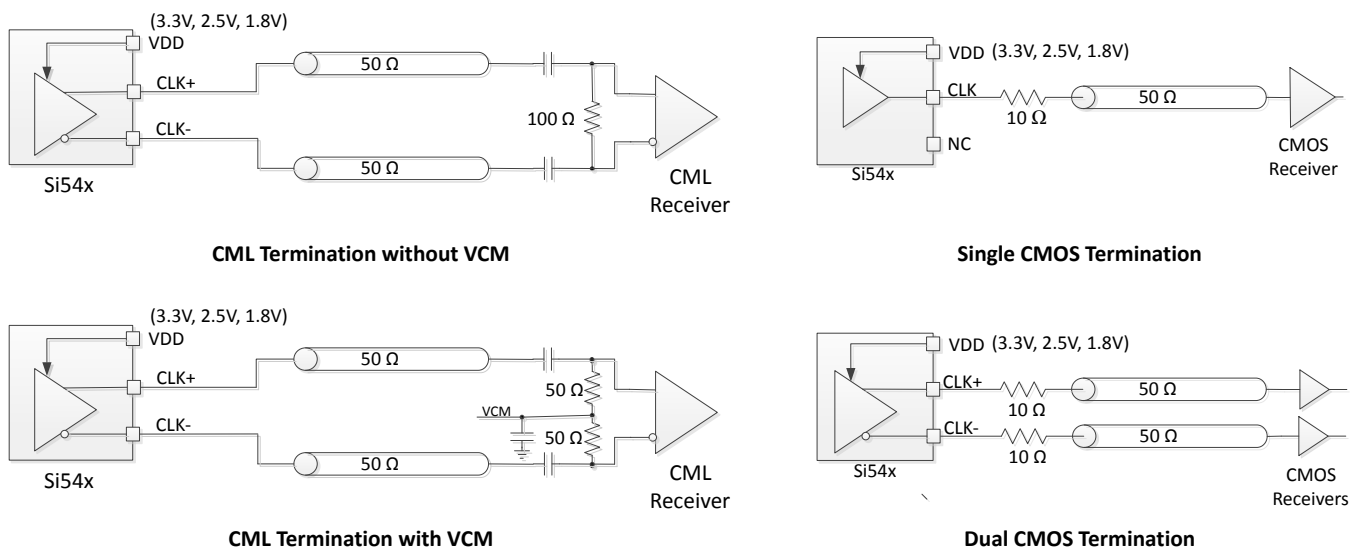 (3.3V, 2.5V, 1.8V)
VDD
CLK+
50 Ω
100 Ω
CLK-
50 Ω
Si54x
CML
Receiver
CML Termination without VCM
VDD (3.3V, 2.5V, 1.8V)
CLK
50 Ω
10 Ω
NC
CMOS
Receiver
Si54x
Single CMOS Termination
(3.3V, 2.5V, 1.8V)
VDD
CLK+
50 Ω
50 Ω
VCM
50 Ω
CLK-
50 Ω
Si54x
CML
Receiver
CML Termination with VCM
VDD (3.3V, 2.5V, 1.8V)
CLK+
50 Ω
10 Ω
CLK-
50 Ω
10 Ω
Si54x
CMOS
Receivers
Dual CMOS Termination